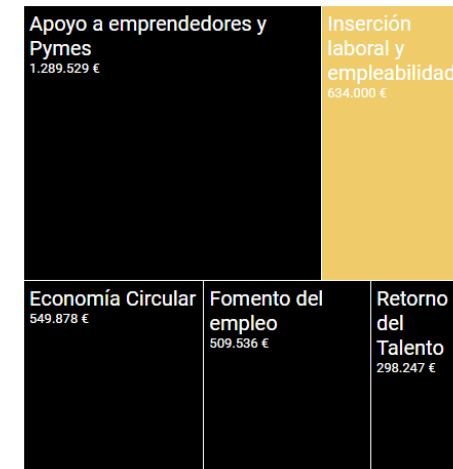 Apoyo a emprendedores y
Pymes
1.289.529 €
Inserción
laboral y
empleabilidad
634.000 €
Economía Circular
549.878 €
Fomento del
empleo
509.536 €
Retorno
del
Talento
298.247 €